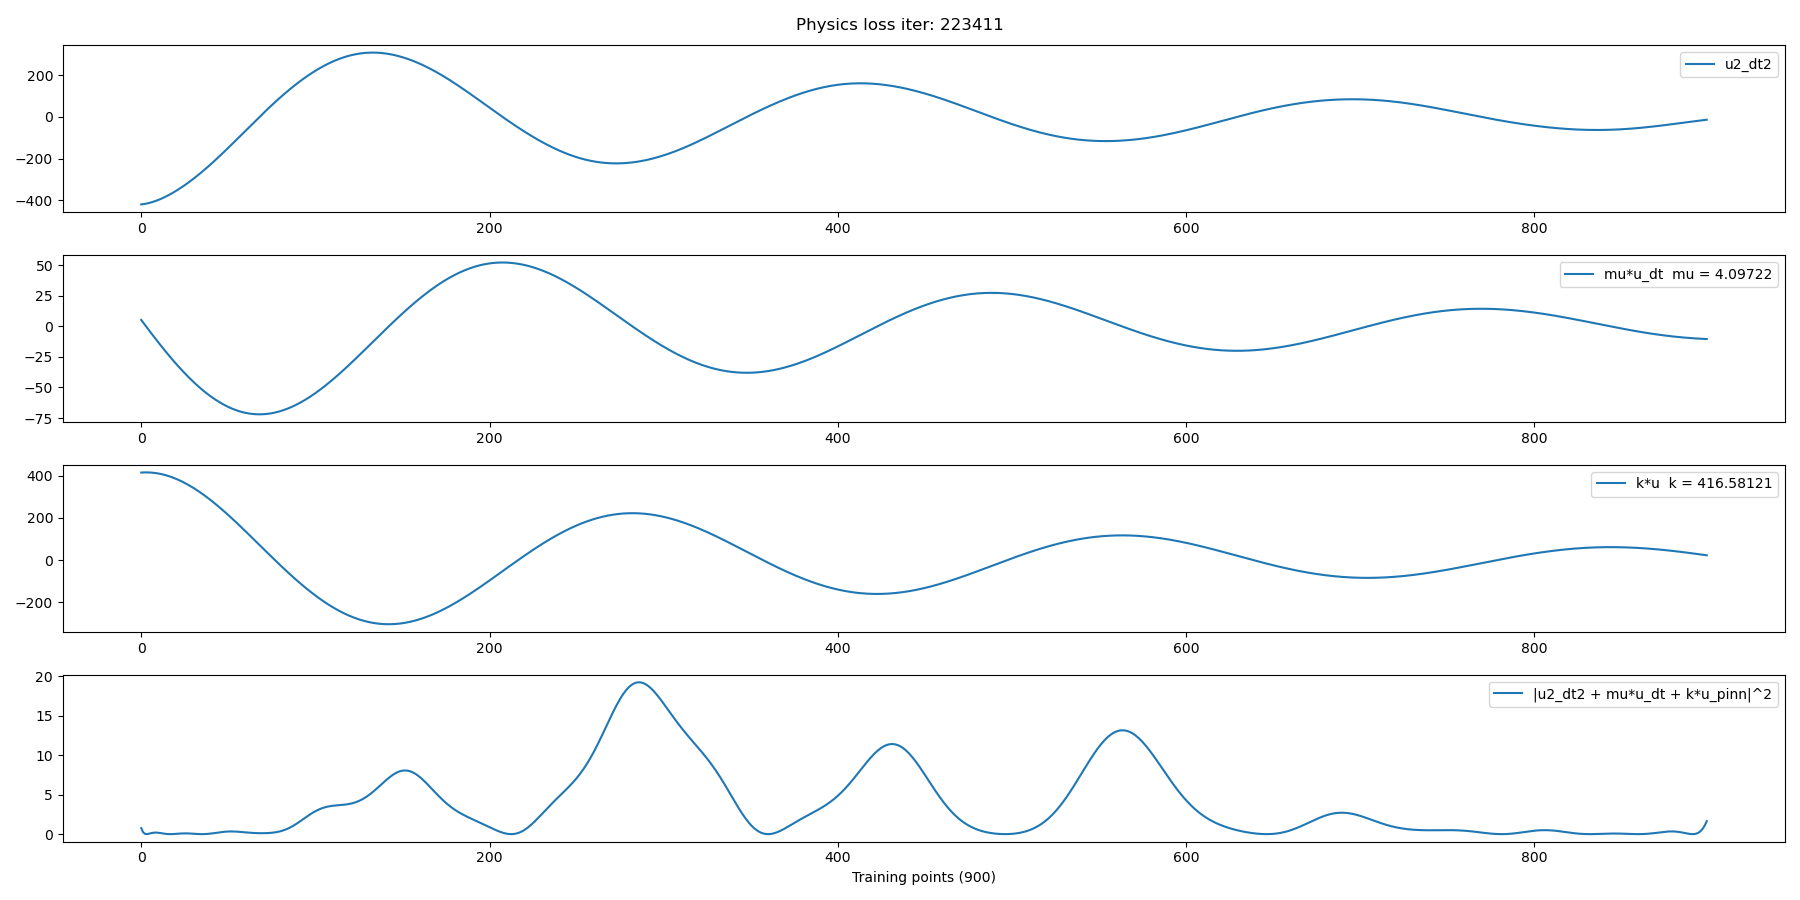 Physics loss iter: 223411
u2_dt2
200
0
−200
−400
0 200 400 600 800
mu*u_dt  mu = 4.09722
50
25
0
−25
−50
−75
0 200 400 600 800
k*u  k = 416.58121
400
200
0
−200
0 200 400 600 800
|u2_dt2 + mu*u_dt + k*u_pinn|^2
20
15
10
5
0
0 200 400 600 800
Training points (900)